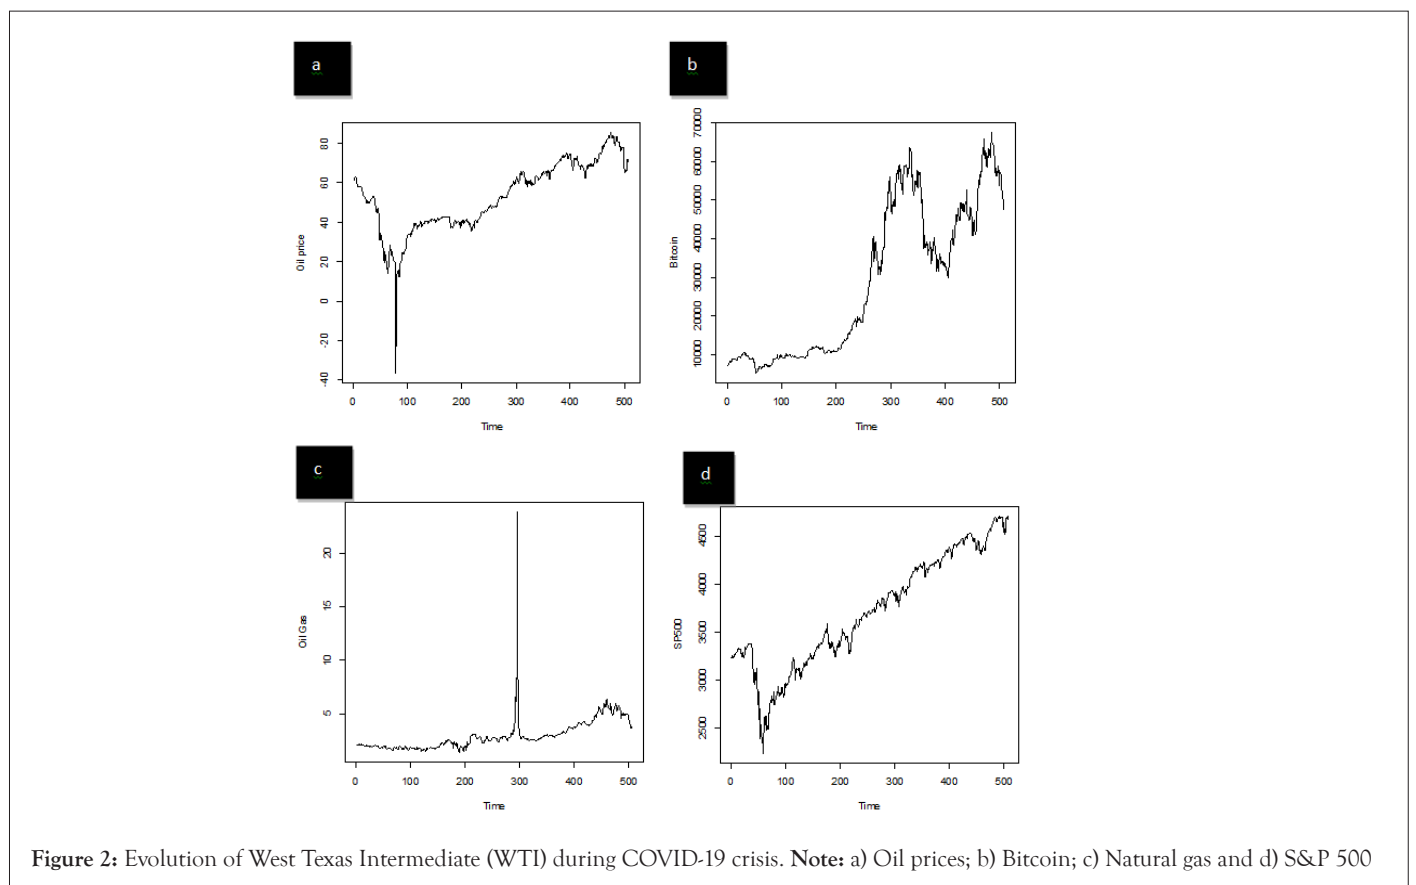 a
b
80
60
40
20
0
-20
-40
Oil price
0 100 200 300 400 500
Time
70000
60000
50000
40000
30000
20000
10000
Bitcoin
0 100 200 300 400 500
Time
c
d
20
15
10
5
Oil Gas
0 100 200 300 400 500
Time
4500
4000
3500
3000
2500
SP500
0 100 200 300 400 500
Time
Figure 2: Evolution of West Texas Intermediate (WTI) during COVID-19 crisis. Note: a) Oil prices; b) Bitcoin; c) Natural gas and d) S&P 500